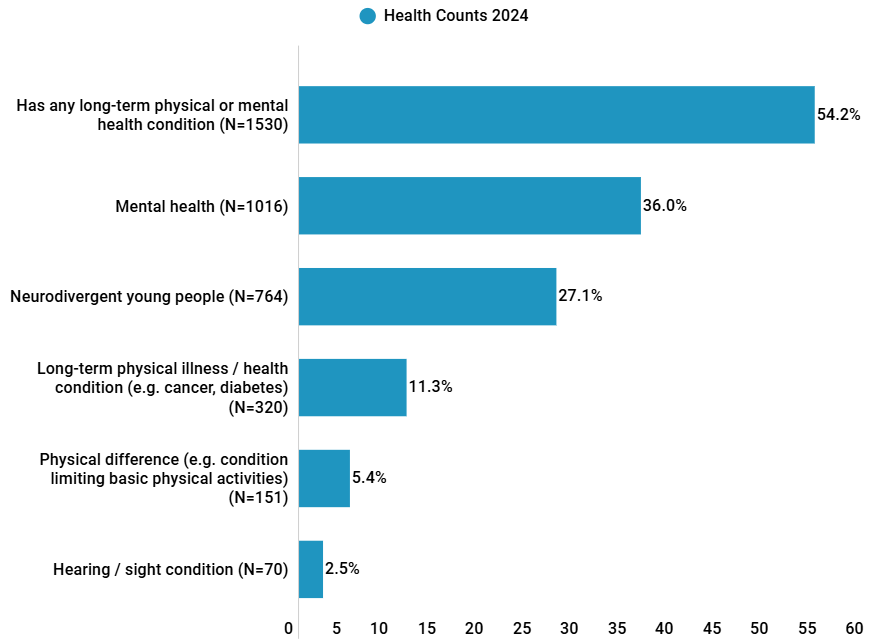 Health Counts 2024
Has any long-term physical or mental
health condition (N=1530)
54.2%
Mental health (N=1016)
36.0%
Neurodivergent young people (N=764)
27.1%
Long-term physical illness / health
condition (e.g. cancer, diabetes)
(N=320)
11.3%
Physical difference (e.g. condition
limiting basic physical activities)
(N=151)
5.4%
Hearing / sight condition (N=70)
2.5%
0 5 10 15 20 25 30 35 40 45 50 55 60